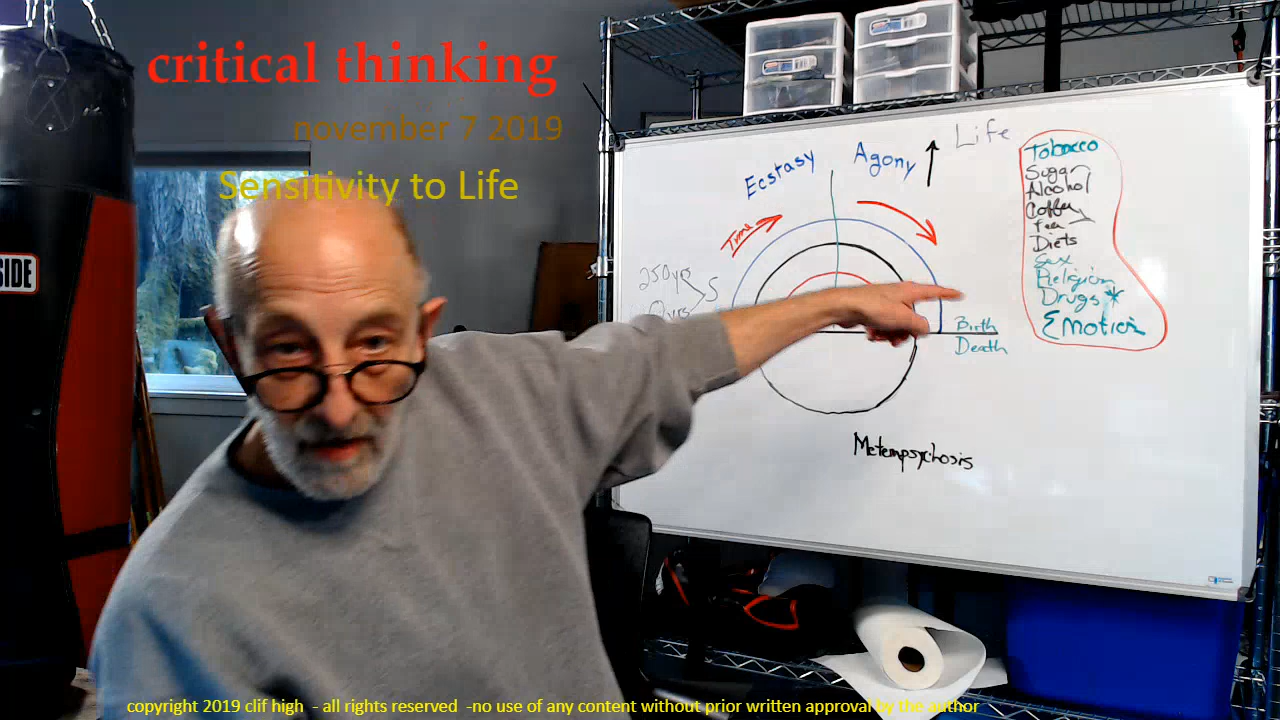 critical thinking
november 7 2019
Sensitivity to Life
SIDE
Ecstasy
Agony
Life
Time
250yrs
5
0yrs
Tobacco
Sugar
Alcohol
Coffee
Tea
Diets
Sex
Religion
Drugs *
Emotion
Birth
Death
Metempsychosis
copyright 2019 clif high - all rights reserved -no use of any content without prior written approval by the author